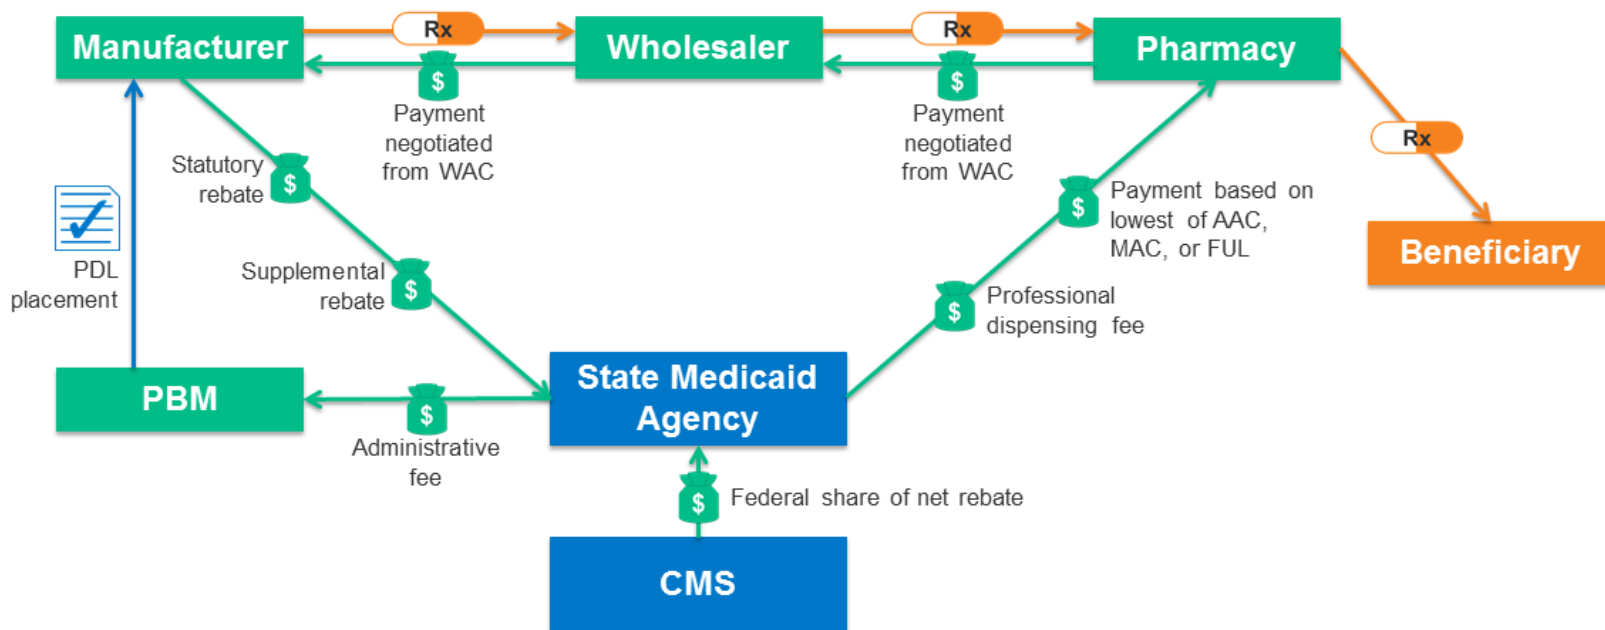 Manufacturer
Rx
Wholesaler
Rx
Pharmacy
$
Payment
negotiated
from WAC
$
Payment
negotiated
from WAC
Rx
Statutory
rebate
$
$
Payment based on
lowest of AAC,
MAC, or FUL
Beneficiary
PDL
placement
Supplemental
rebate
$
$
Professional
dispensing fee
PBM
$
Administrative
fee
State Medicaid
Agency
$
Federal share of net rebate
CMS